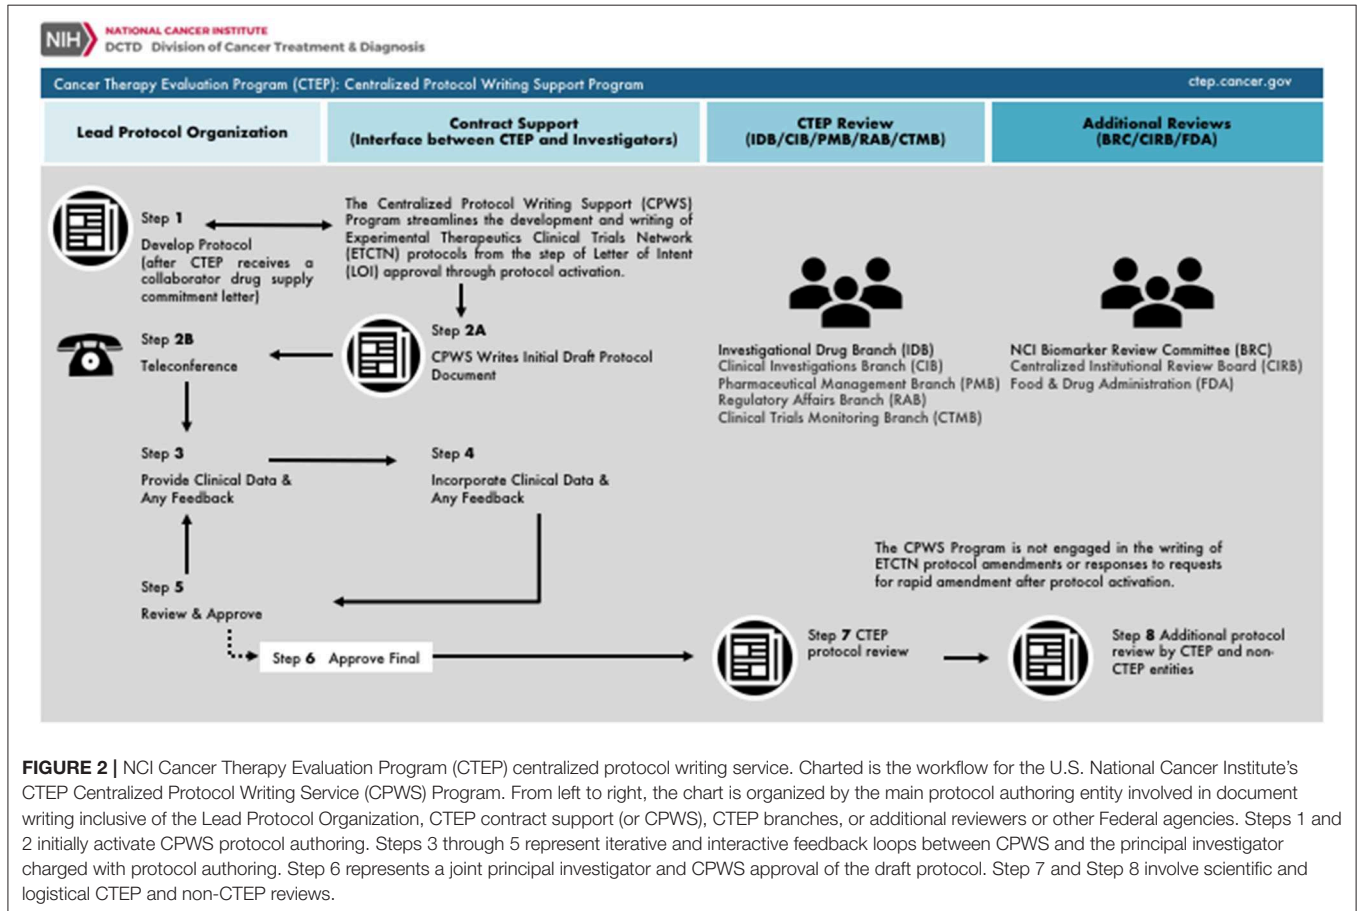 NIH
NATIONAL CANCER INSTITUTE
DCTD Division of Cancer Treatment & Diagnosis
Cancer Therapy Evaluation Program (CTEP): Centralized Protocol Writing Support Program
ctep.cancer.gov
Lead Protocol Organization
Contract Support
(Interface between CTEP and Investigators)
CTEP Review
(IDB/CIB/PMB/RAB/CTMB)
Additional Reviews
(BRC/CIRB/FDA)
Step 1
Develop Protocol
(after CTEP receives a
collaborator drug supply
commitment letter)
The Centralized Protocol Writing Support (CPWS)
Program streamlines the development and writing of
Experimental Therapeutics Clinical Trials Network
(ETCTN) protocols from the step of Letter of Intent
(LOI) approval through protocol activation.
Step 2A
CPWS Writes Initial Draft Protocol
Document
Step 2B
Teleconference
Investigational Drug Branch (IDB)
Clinical Investigations Branch (CIB)
Pharmaceutical Management Branch (PMB)
Regulatory Affairs Branch (RAB)
Clinical Trials Monitoring Branch (CTMB)
NCI Biomarker Review Committee (BRC)
Centralized Institutional Review Board (CIRB)
Food & Drug Administration (FDA)
Step 3
Provide Clinical Data &
Any Feedback
Step 4
Incorporate Clinical Data &
Any Feedback
The CPWS Program is not engaged in the writing of
ETCTN protocol amendments or responses to requests
for rapid amendment after protocol activation.
Step 5
Review & Approve
Step 6 Approve Final
Step 7 CTEP
protocol review
Step 8 Additional protocol
review by CTEP and non-
CTEP entities
FIGURE 2 | NCI Cancer Therapy Evaluation Program (CTEP) centralized protocol writing service. Charted is the workflow for the U.S. National Cancer Institute's
CTEP Centralized Protocol Writing Service (CPWS) Program. From left to right, the chart is organized by the main protocol authoring entity involved in document
writing inclusive of the Lead Protocol Organization, CTEP contract support (or CPWS), CTEP branches, or additional reviewers or other Federal agencies. Steps 1 and
2 initially activate CPWS protocol authoring. Steps 3 through 5 represent iterative and interactive feedback loops between CPWS and the principal investigator
charged with protocol authoring. Step 6 represents a joint principal investigator and CPWS approval of the draft protocol. Step 7 and Step 8 involve scientific and
logistical CTEP and non-CTEP reviews.